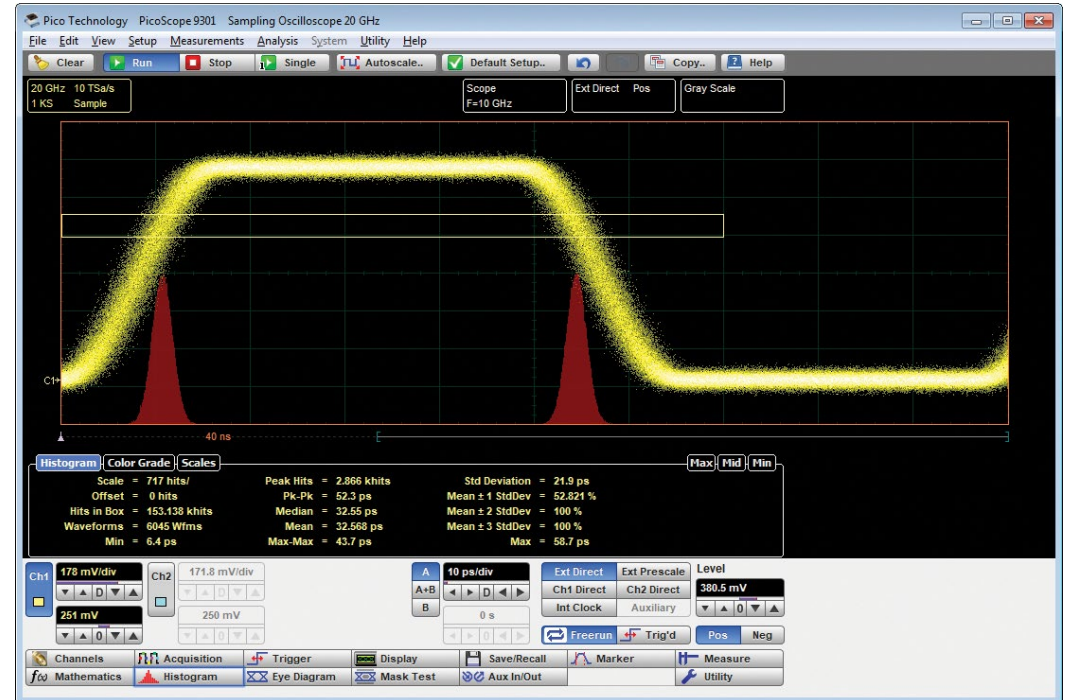 Pico Technology PicoScope 9301 Sampling Oscilloscope 20 GHz
File Edit View Setup Measurements Analysis System Utility Help
Clear Run Stop Single Autoscale.. Default Setup.. Copy.. Help
20 GHz 10 TSa/s
1 KS Sample
Scope
F=10 GHz
Ext Direct Pos
Gray Scale
C1
40 ns
Histogram Color Grade Scales Max Mid Min
Scale = 717 hits/ Peak Hits = 2.866 khits Std Deviation = 21.9 ps
Offset = 0 hits Pk-Pk = 52.3 ps Mean ± 1 StdDev = 52.821 %
Hits in Box = 153.138 khits Median = 32.55 ps Mean ± 2 StdDev = 100 %
Waveforms = 6045 Wfms Mean = 32.568 ps Mean ± 3 StdDev = 100 %
Min = 6.4 ps Max-Max = 43.7 ps Max = 58.7 ps
Ch1 178 mV/div Ch2 171.8 mV/div A 10 ps/div Ext Direct Ext Prescale Level
D D A+B D Ch1 Direct Ch2 Direct 380.5 mV
251 mV 250 mV B 0 s Int Clock Auxiliary 0
0 0 0 Freerun Trig'd Pos Neg
Channels Acquisition Trigger Display Save/Recall Marker Measure
f(x) Mathematics Histogram Eye Diagram Mask Test Aux In/Out Utility